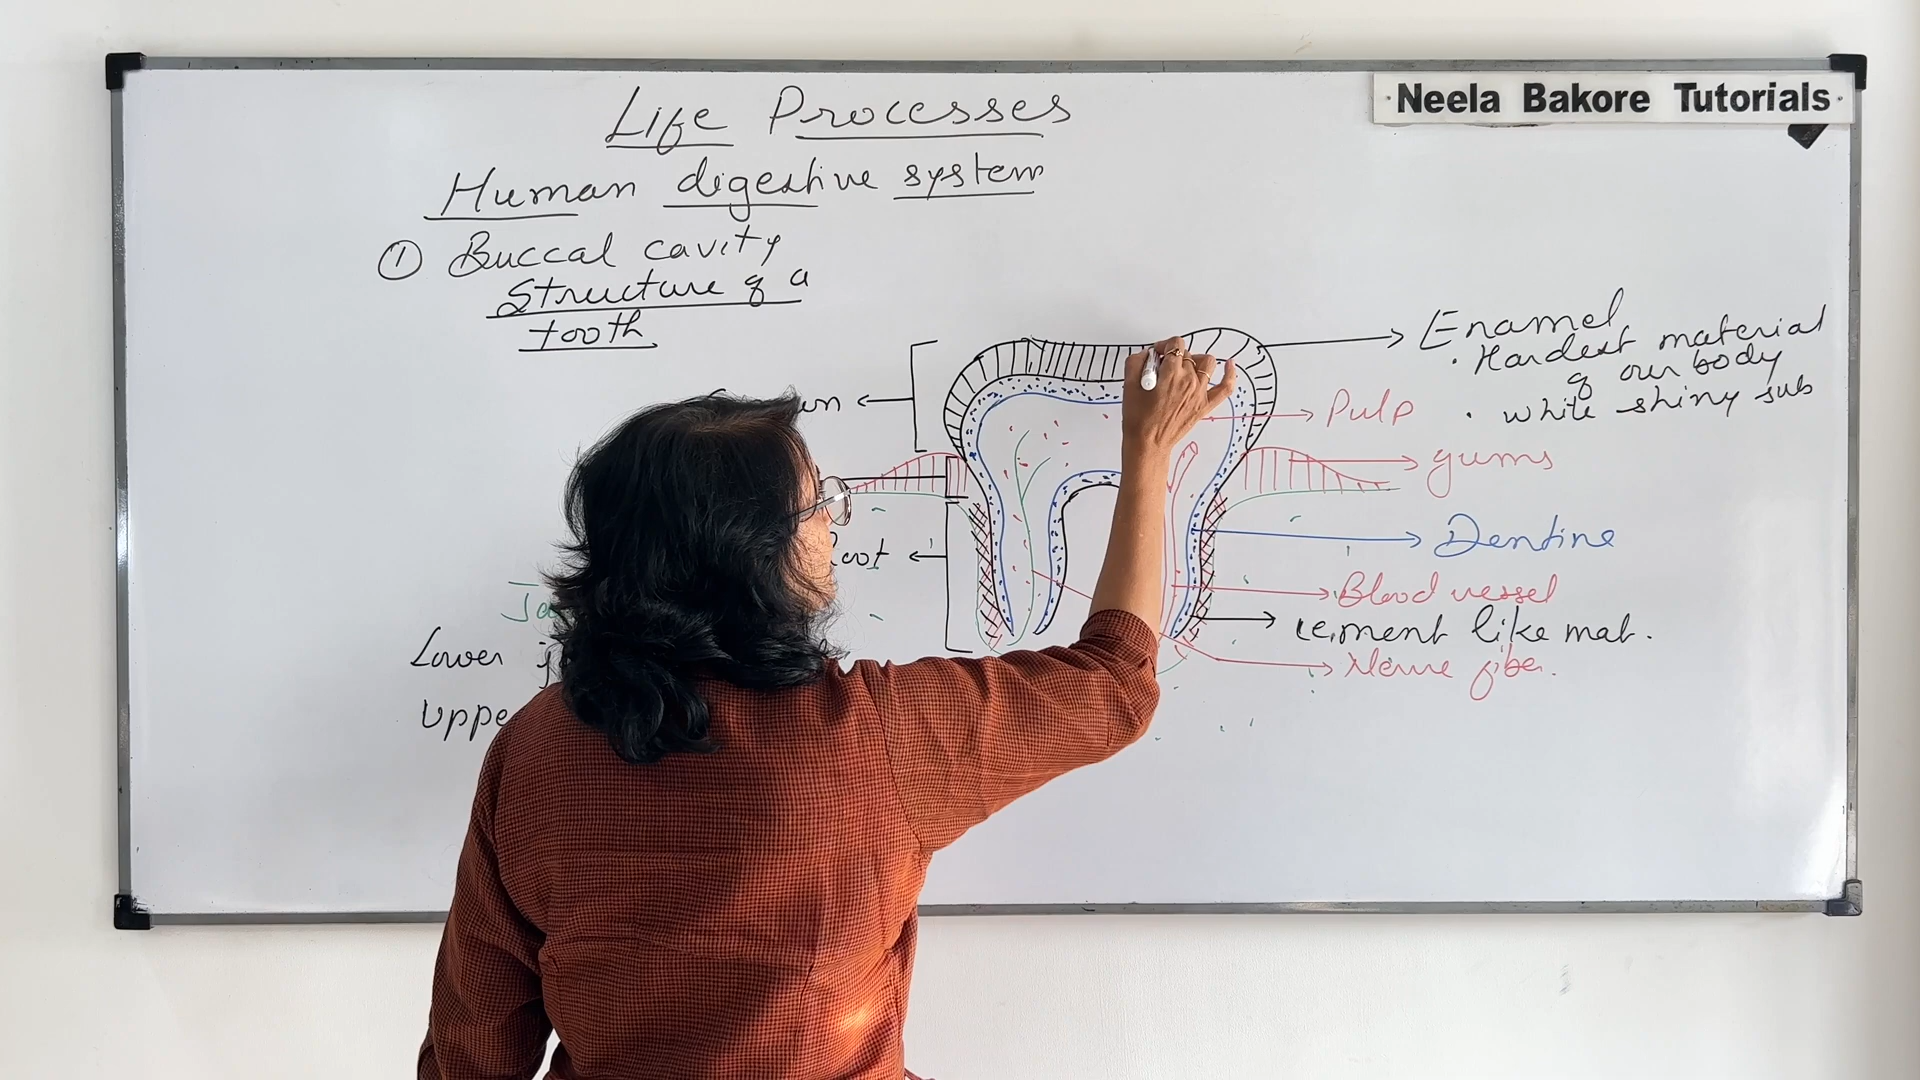 Neela Bakore Tutorials
Life Processes
Human digestive system
① Buccal cavity
Structure of a
tooth
Enamel
· Hardest material
of our body
· white shiny sub
Pulp
gums
Dentine
Blood vessel
cement like mat.
Nerve fiber.
Root
Lower